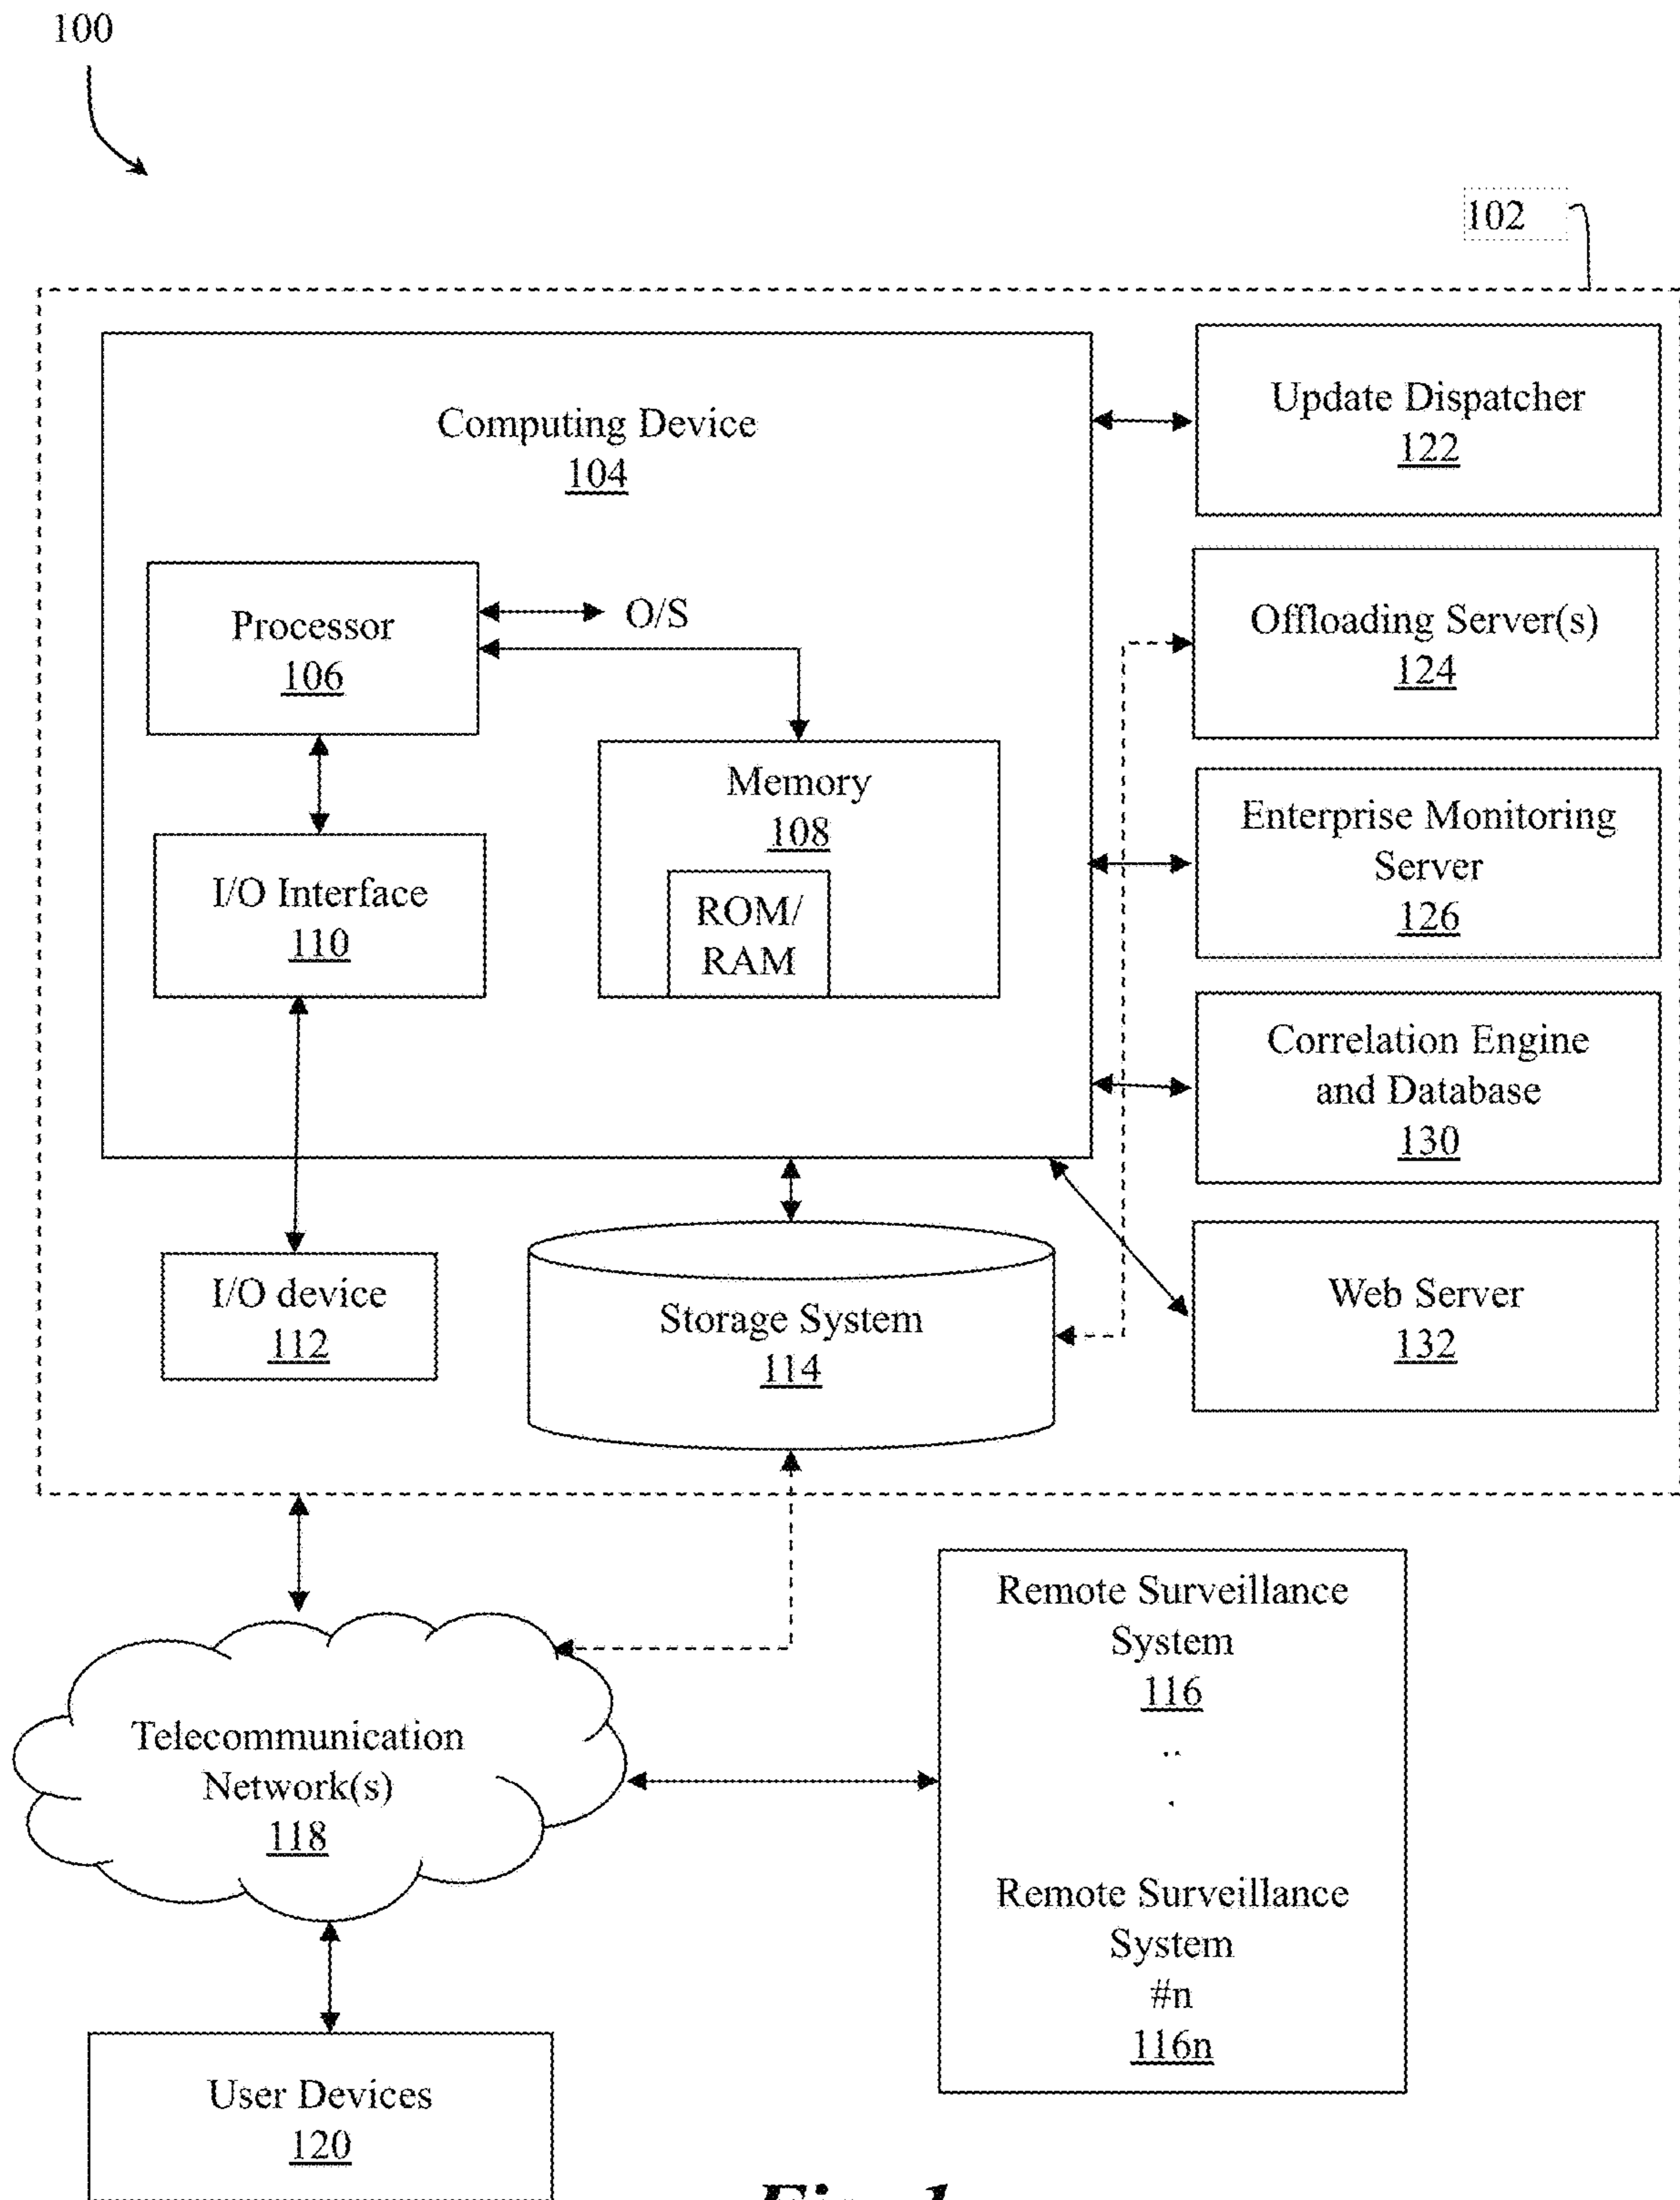 100
102
Computing Device
104
Processor
106
O/S
Memory
108
ROM/
RAM
I/O Interface
110
I/O device
112
Storage System
114
Update Dispatcher
122
Offloading Server(s)
124
Enterprise Monitoring
Server
126
Correlation Engine
and Database
130
Web Server
132
Telecommunication
Network(s)
118
Remote Surveillance
System
116
Remote Surveillance
System
#n
116n
User Devices
120